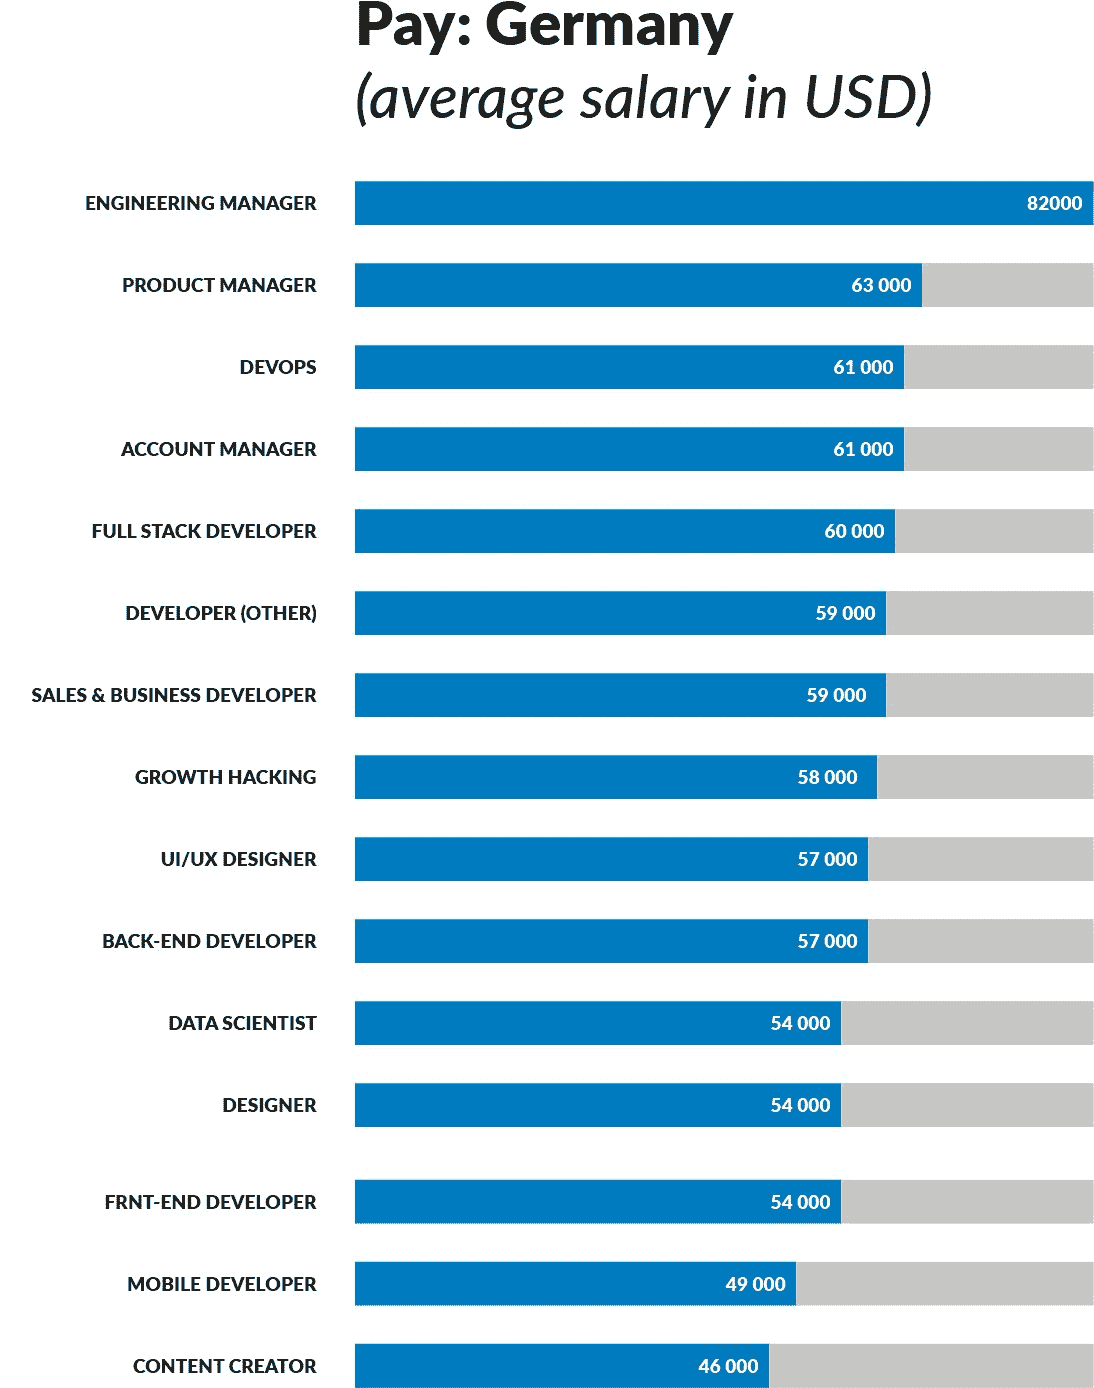 Pay: Germany
(average salary in USD)
ENGINEERING MANAGER 82000
PRODUCT MANAGER 63 000
DEVOPS 61 000
ACCOUNT MANAGER 61 000
FULL STACK DEVELOPER 60 000
DEVELOPER (OTHER) 59 000
SALES & BUSINESS DEVELOPER 59 000
GROWTH HACKING 58 000
UI/UX DESIGNER 57 000
BACK-END DEVELOPER 57 000
DATA SCIENTIST 54 000
DESIGNER 54 000
FRNT-END DEVELOPER 54 000
MOBILE DEVELOPER 49 000
CONTENT CREATOR 46 000